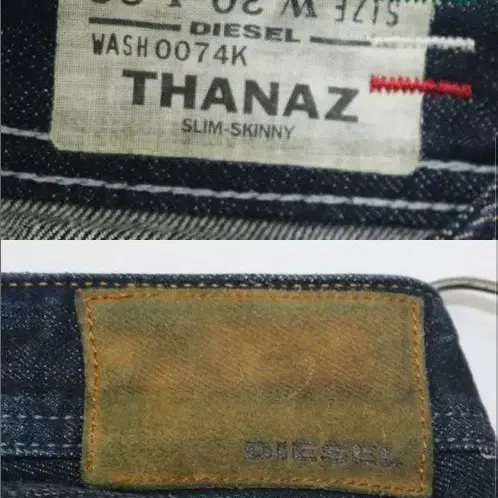 DIESEL
WASH 0074K
THANAZ
SLIM-SKINNY
DIESEL